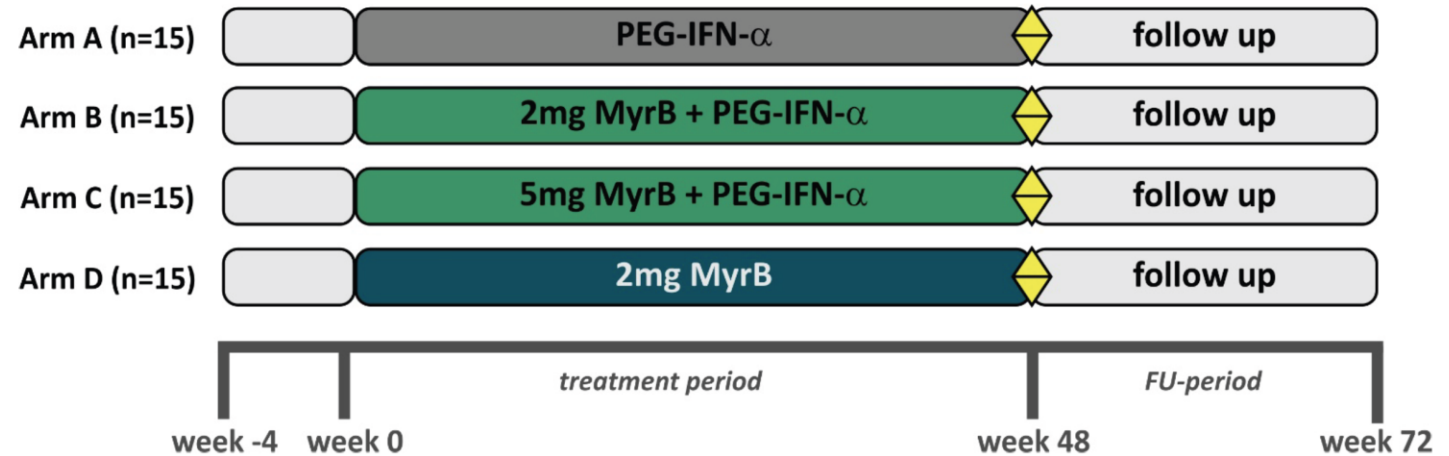 Arm A (n=15) PEG-IFN-α follow up
Arm B (n=15) 2mg MyrB + PEG-IFN-α follow up
Arm C (n=15) 5mg MyrB + PEG-IFN-α follow up
Arm D (n=15) 2mg MyrB follow up
treatment period FU-period
week -4 week 0 week 48 week 72